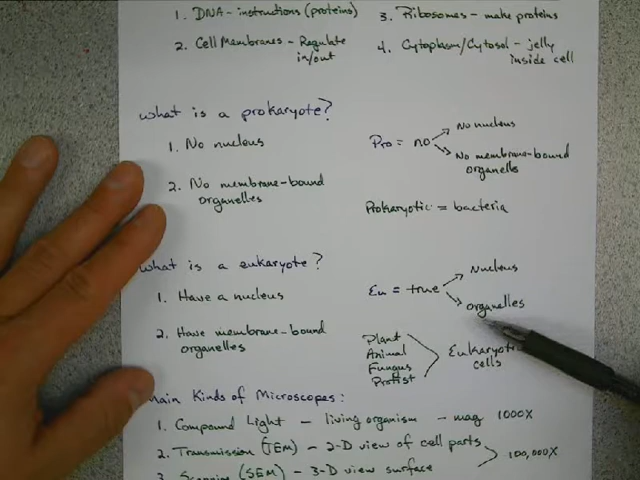 1. DNA - instructions (proteins)
3. Ribosomes - make proteins
2. Cell Membranes - Regulate
in/out
4. Cytoplasm/Cytosol - jelly
inside cell
What is a prokaryote?
1. No nucleus
2. No membrane-bound
organelles
Pro = no
No nucleus
No membrane-bound
organelles
Prokaryotic = bacteria
What is a eukaryote?
1. Have a nucleus
2. Have membrane-bound
organelles
Eu = true
Nucleus
organelles
Plant
Animal
Fungus
Protist
Eukaryotic
cells
Main Kinds of Microscopes:
1. Compound Light - living organism - mag 1000X
2. Transmission (TEM) - 2-D view of cell parts
3. Scanning (SEM) - 3-D view surface
100,000X